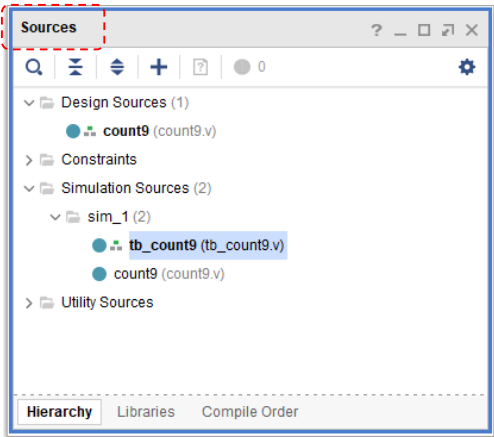 Sources
? 0
Design Sources (1)
count9 (count9.v)
Constraints
Simulation Sources (2)
sim_1 (2)
tb_count9 (tb_count9.v)
count9 (count9.v)
Utility Sources
Hierarchy Libraries Compile Order